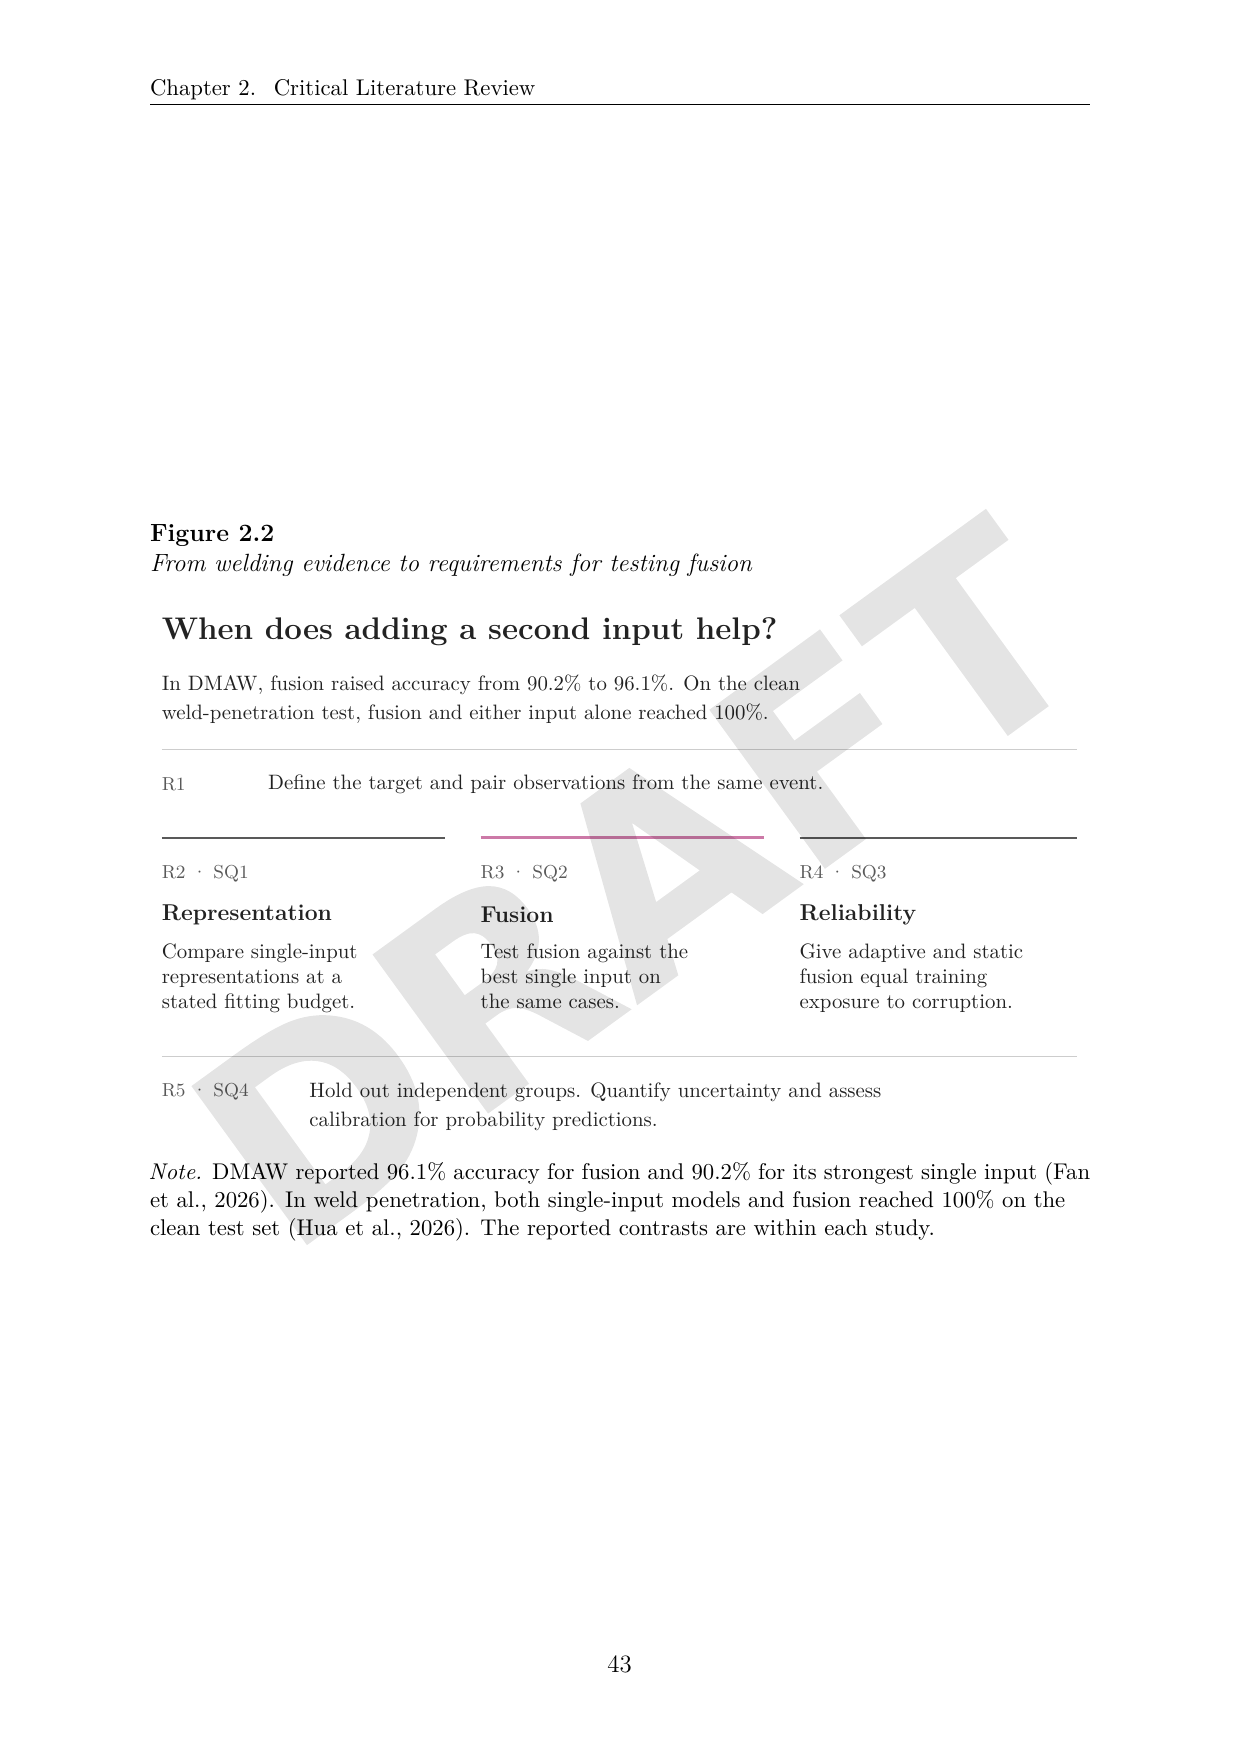 Chapter 2. Critical Literature Review
Figure 2.2
From welding evidence to requirements for testing fusion
When does adding a second input help?
In DMAW, fusion raised accuracy from 90.2% to 96.1%. On the clean
weld-penetration test, fusion and either input alone reached 100%.
R1 Define the target and pair observations from the same event.
R2 · SQ1
Representation
Compare single-input
representations at a
stated fitting budget.
R3 · SQ2
Fusion
Test fusion against the
best single input on
the same cases.
R4 · SQ3
Reliability
Give adaptive and static
fusion equal training
exposure to corruption.
R5 · SQ4 Hold out independent groups. Quantify uncertainty and assess
calibration for probability predictions.
Note. DMAW reported 96.1% accuracy for fusion and 90.2% for its strongest single input (Fan
et al., 2026). In weld penetration, both single-input models and fusion reached 100% on the
clean test set (Hua et al., 2026). The reported contrasts are within each study.
DRAFT
43